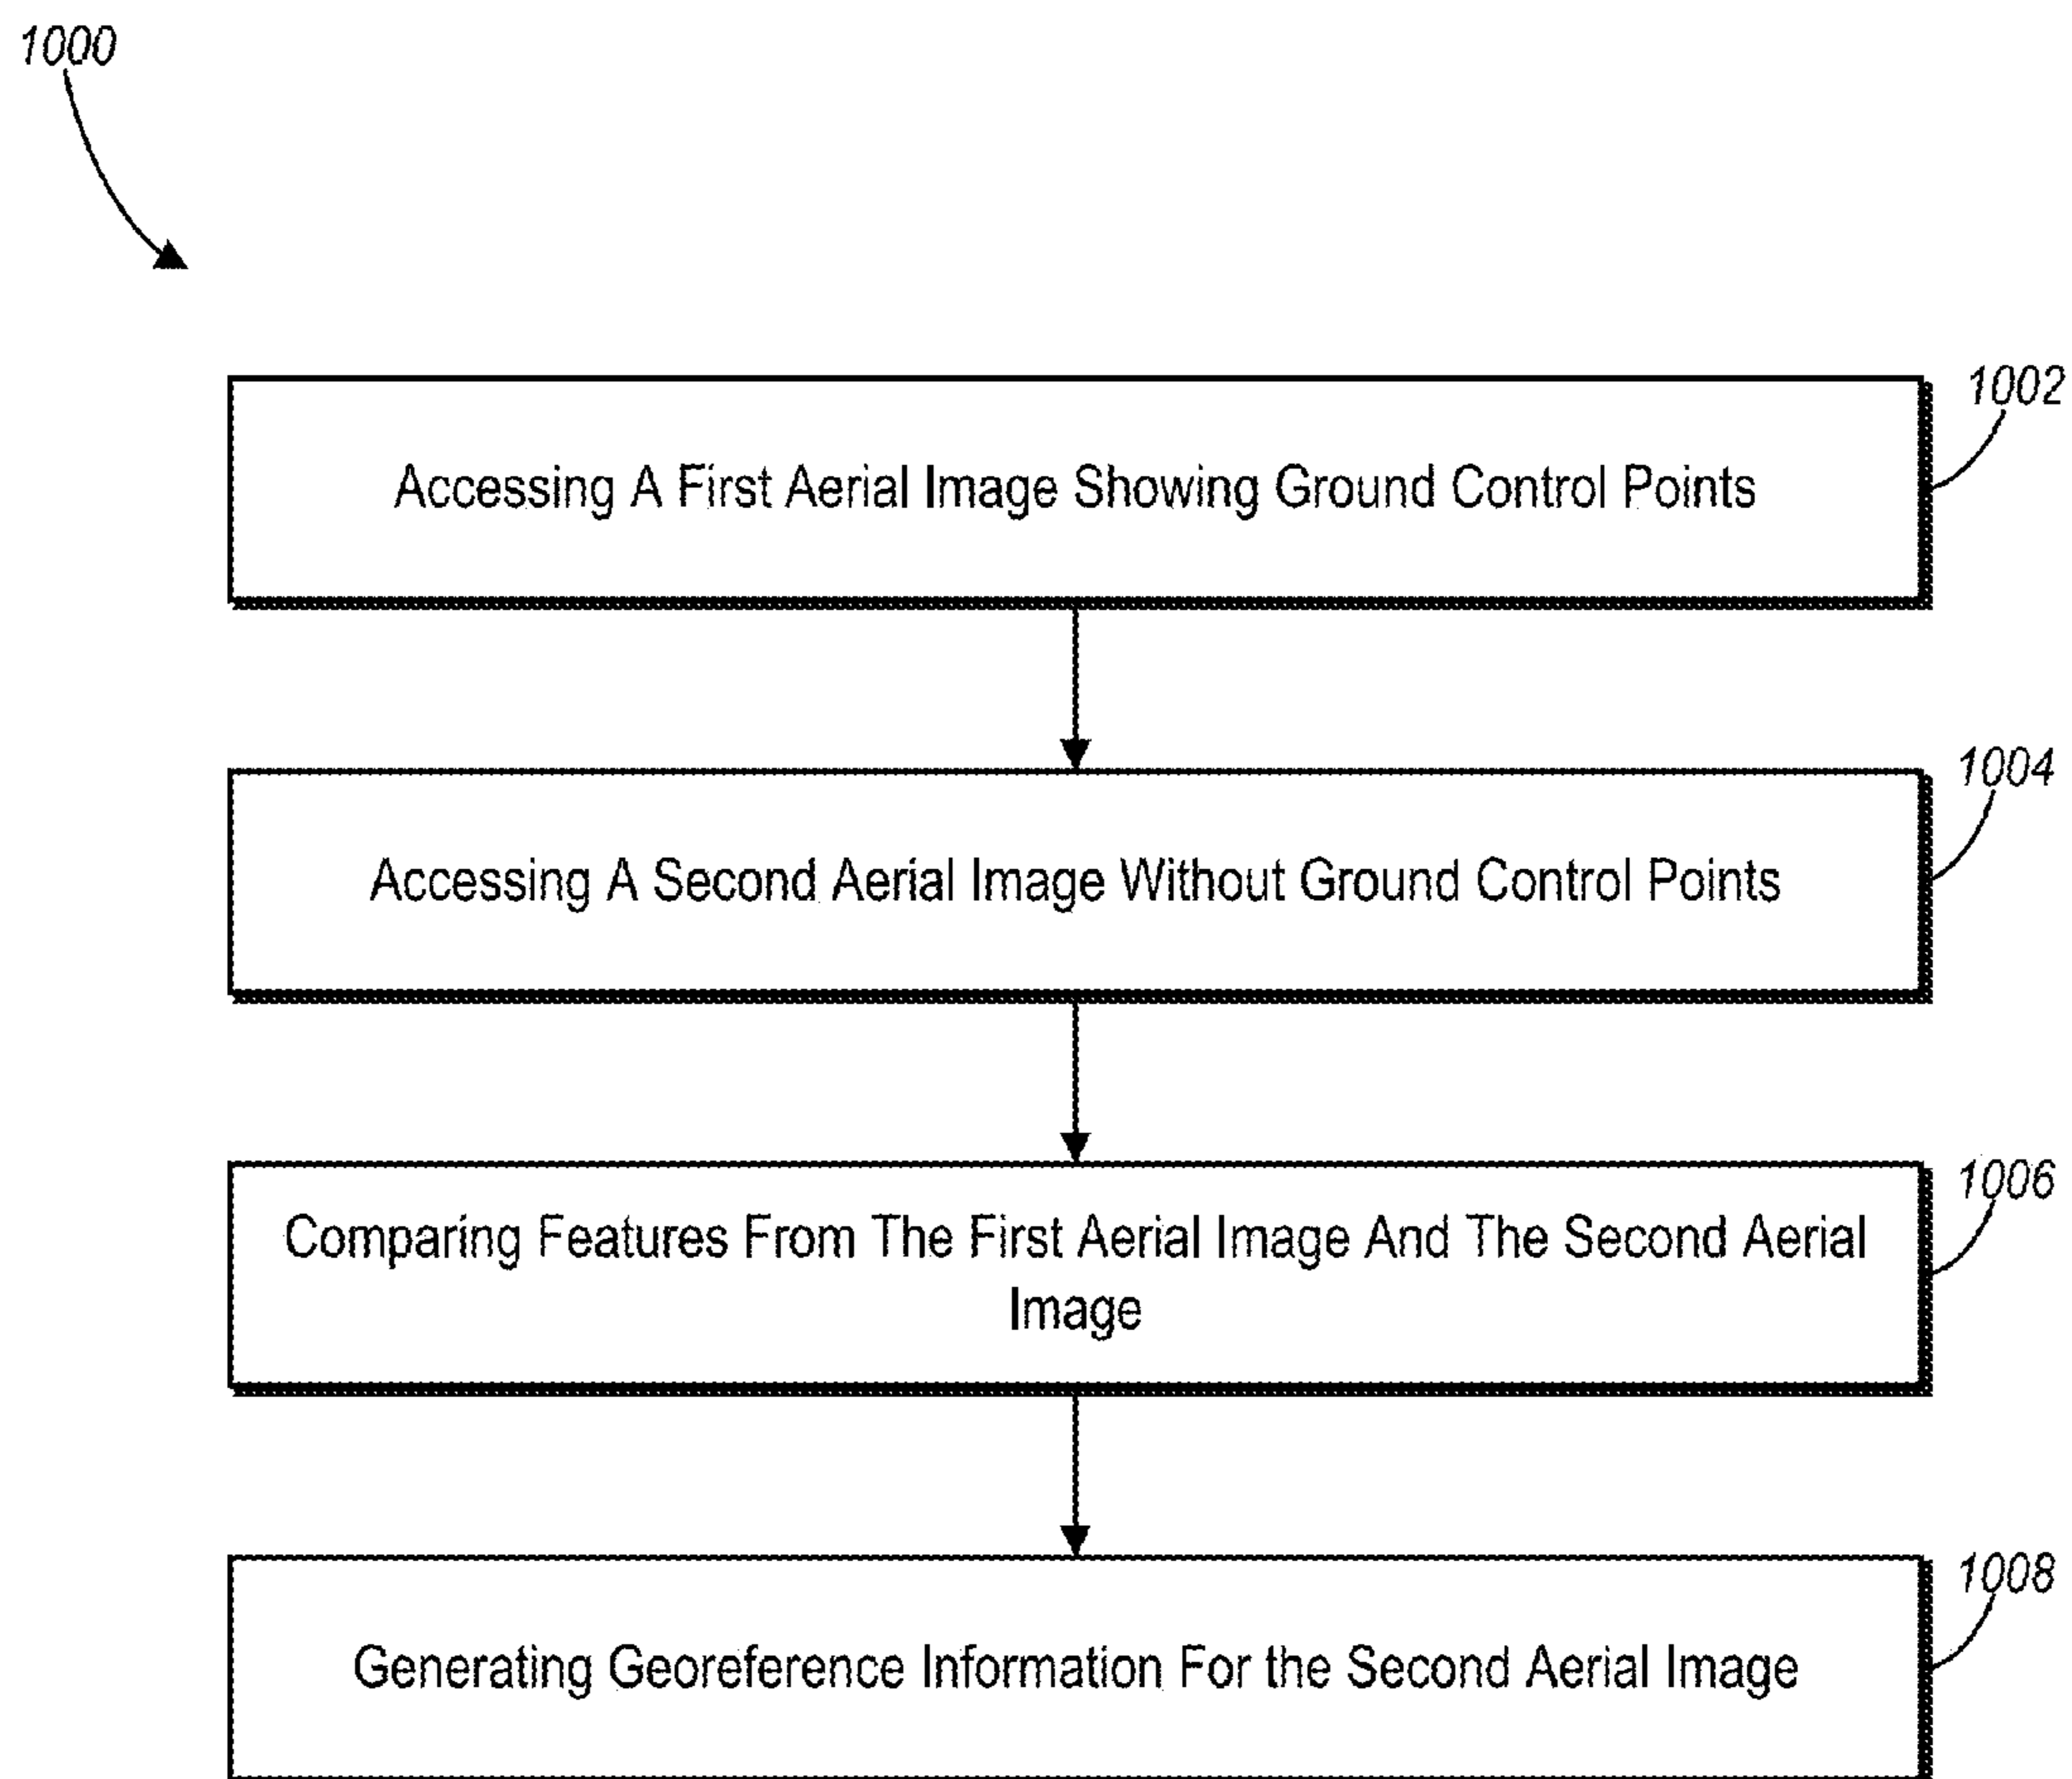 1000
1002
Accessing A First Aerial Image Showing Ground Control Points
1004
Accessing A Second Aerial Image Without Ground Control Points
1006
Comparing Features From The First Aerial Image And The Second Aerial
Image
1008
Generating Georeference Information For the Second Aerial Image